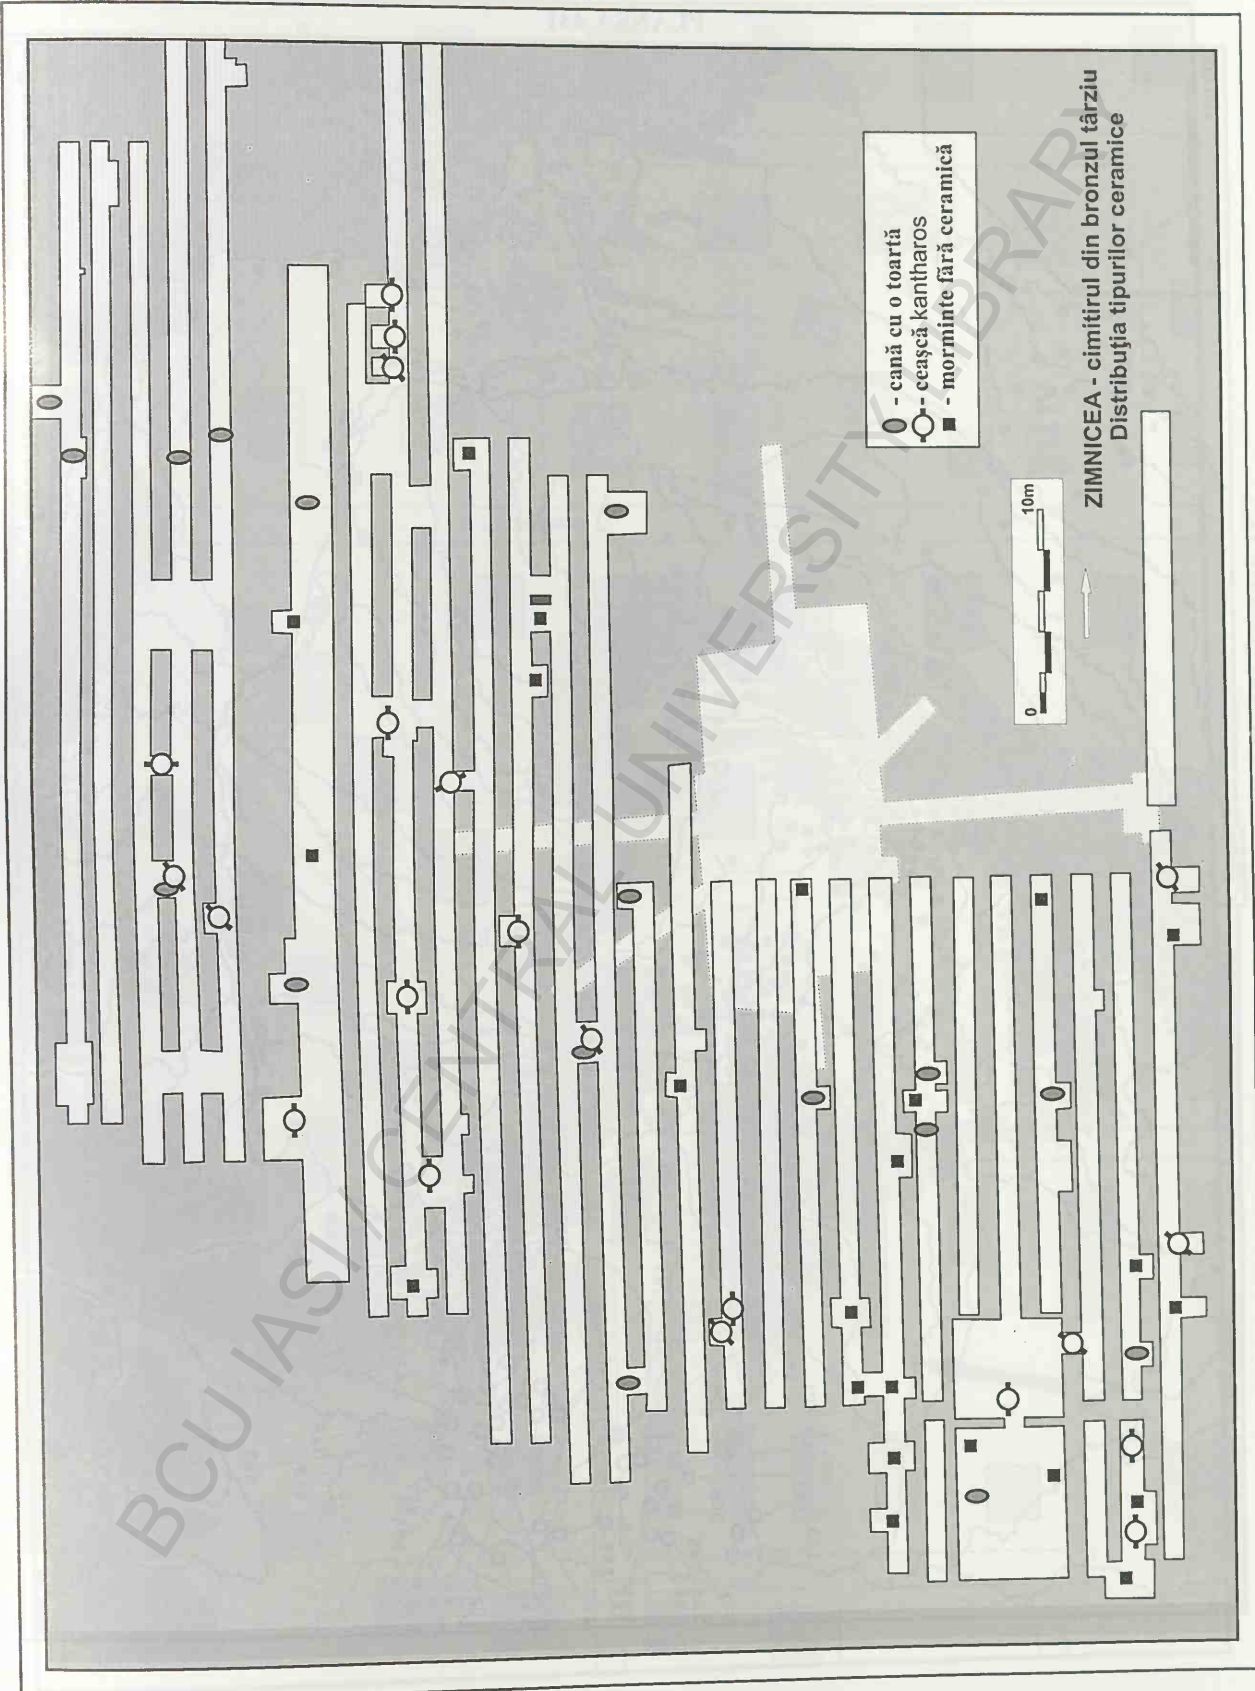 - cană cu o toartă
- ceașcă kantharos
- morminte fără ceramică
0 10m
ZIMNICEA - cimitirul din bronzul târziu
Distribuția tipurilor ceramice
BCU IASI / CENTRAL UNIVERSITY LIBRARY